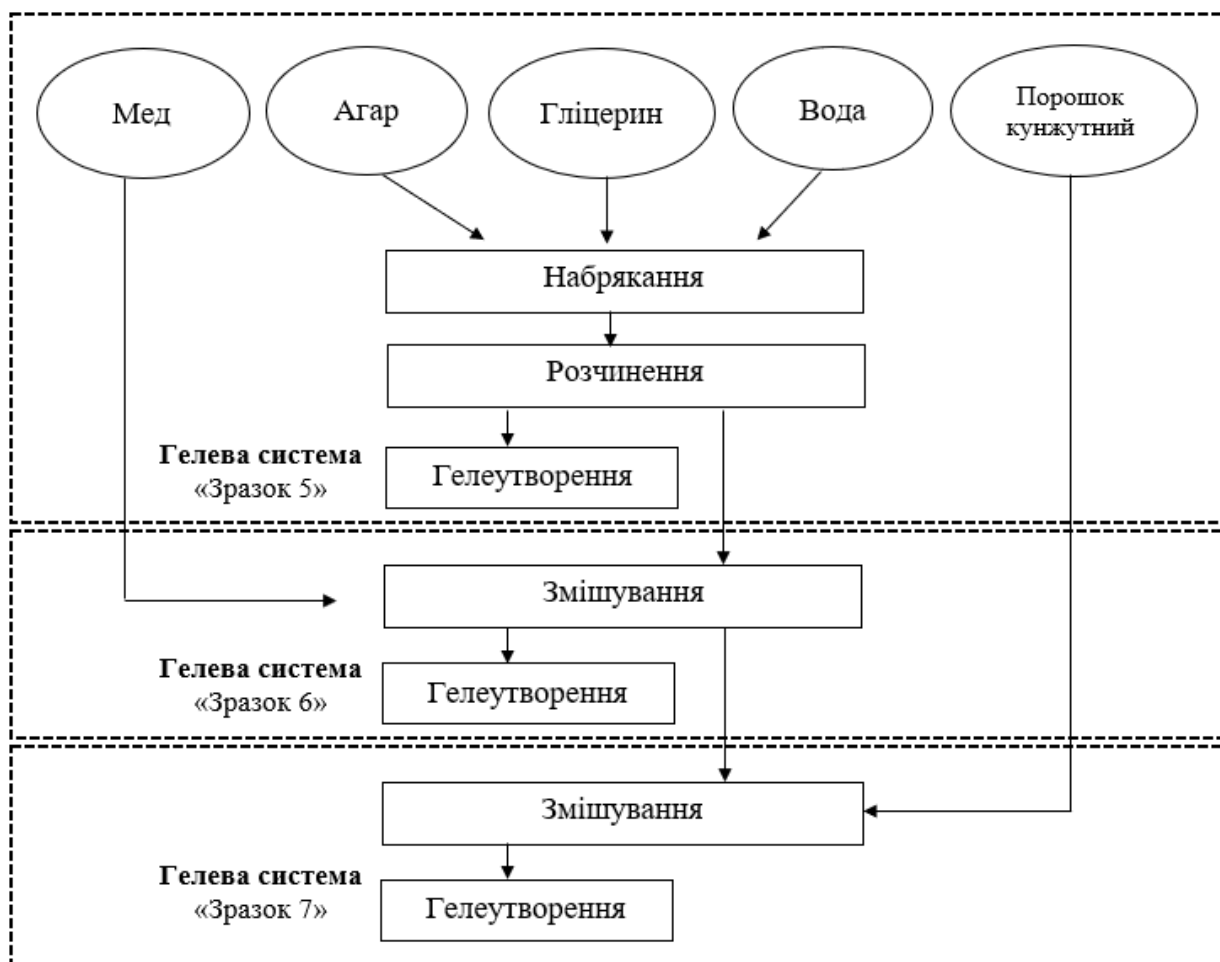 Мед
Агар
Гліцерин
Вода
Порошок
кунжутний
Набрякання
Розчинення
Гелева система
«Зразок 5»
Гелеутворення
Змішування
Гелева система
«Зразок 6»
Гелеутворення
Змішування
Гелева система
«Зразок 7»
Гелеутворення